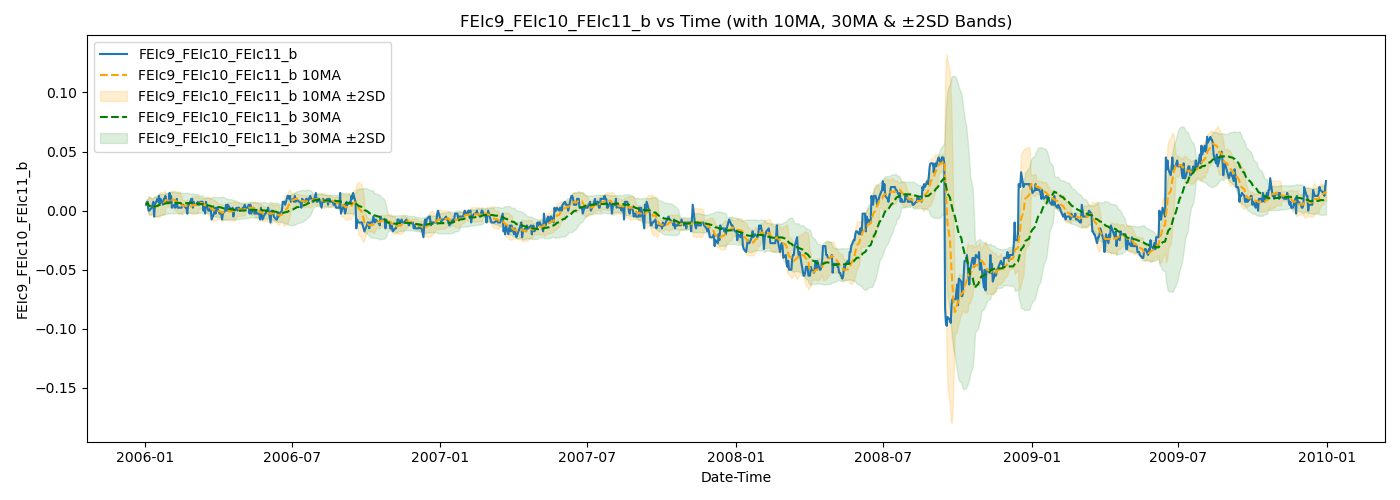 FEIc9_FEIc10_FEIc11_b vs Time (with 10MA, 30MA & ±2SD Bands)
FEIc9_FEIc10_FEIc11_b
FEIc9_FEIc10_FEIc11_b 10MA
FEIc9_FEIc10_FEIc11_b 10MA ±2SD
FEIc9_FEIc10_FEIc11_b 30MA
FEIc9_FEIc10_FEIc11_b 30MA ±2SD
FEIc9_FEIc10_FEIc11_b
0.10
0.05
0.00
−0.05
−0.10
−0.15
2006-01 2006-07 2007-01 2007-07 2008-01 2008-07 2009-01 2009-07 2010-01
Date-Time